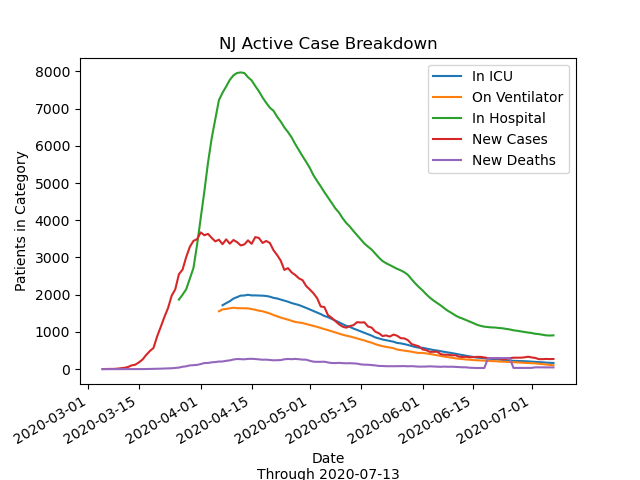 NJ Active Case Breakdown
In ICU
On Ventilator
In Hospital
New Cases
New Deaths
Patients in Category
8000
7000
6000
5000
4000
3000
2000
1000
0
2020-03-01
2020-03-15
2020-04-01
2020-04-15
2020-05-01
2020-05-15
2020-06-01
2020-06-15
2020-07-01
Date
Through 2020-07-13